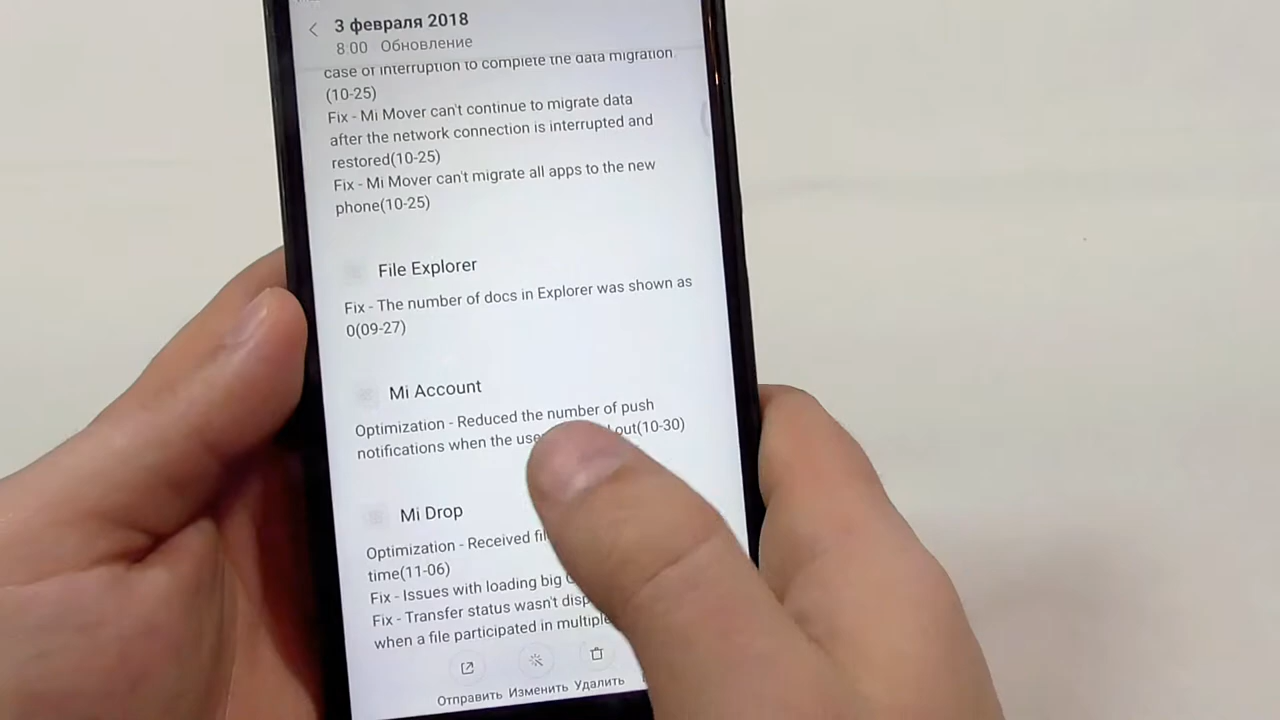 3 февраля 2018
8:00 Обновление
case of interruption to complete the data migration
(10-25)
Fix - Mi Mover can't continue to migrate data
after the network connection is interrupted and
restored(10-25)
Fix - Mi Mover can't migrate all apps to the new
phone(10-25)
File Explorer
Fix - The number of docs in Explorer was shown as
0(09-27)
Mi Account
Optimization - Reduced the number of push
notifications when the out(10-30)
Mi Drop
Optimization - Received
time(11-06)
Fix - Issues with loading big
Fix - Transfer status wasn't
when a file participated in
Отправить Изменить Удалить